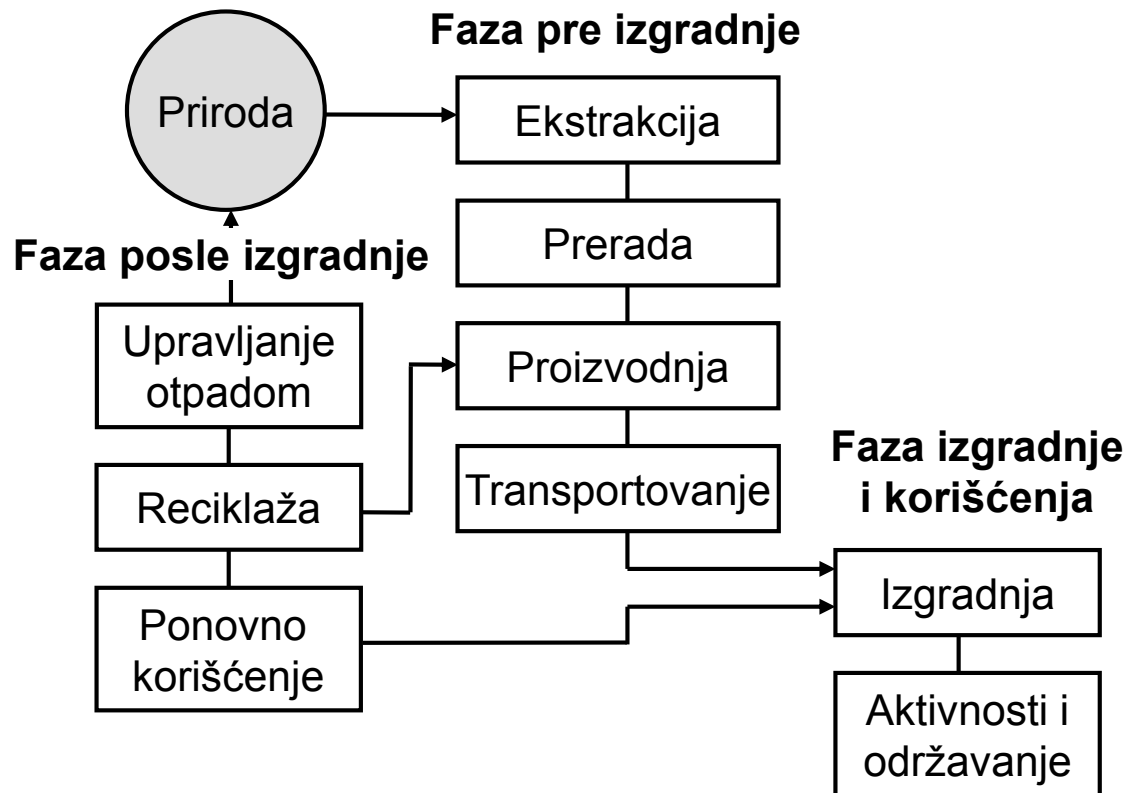 Faza pre izgradnje
Priroda
Ekstrakcija
Prerada
Faza posle izgradnje
Upravljanje
otpadom
Proizvodnja
Reciklaža
Transportovanje
Faza izgradnje
i korišćenja
Izgradnja
Ponovno
korišćenje
Aktivnosti i
održavanje